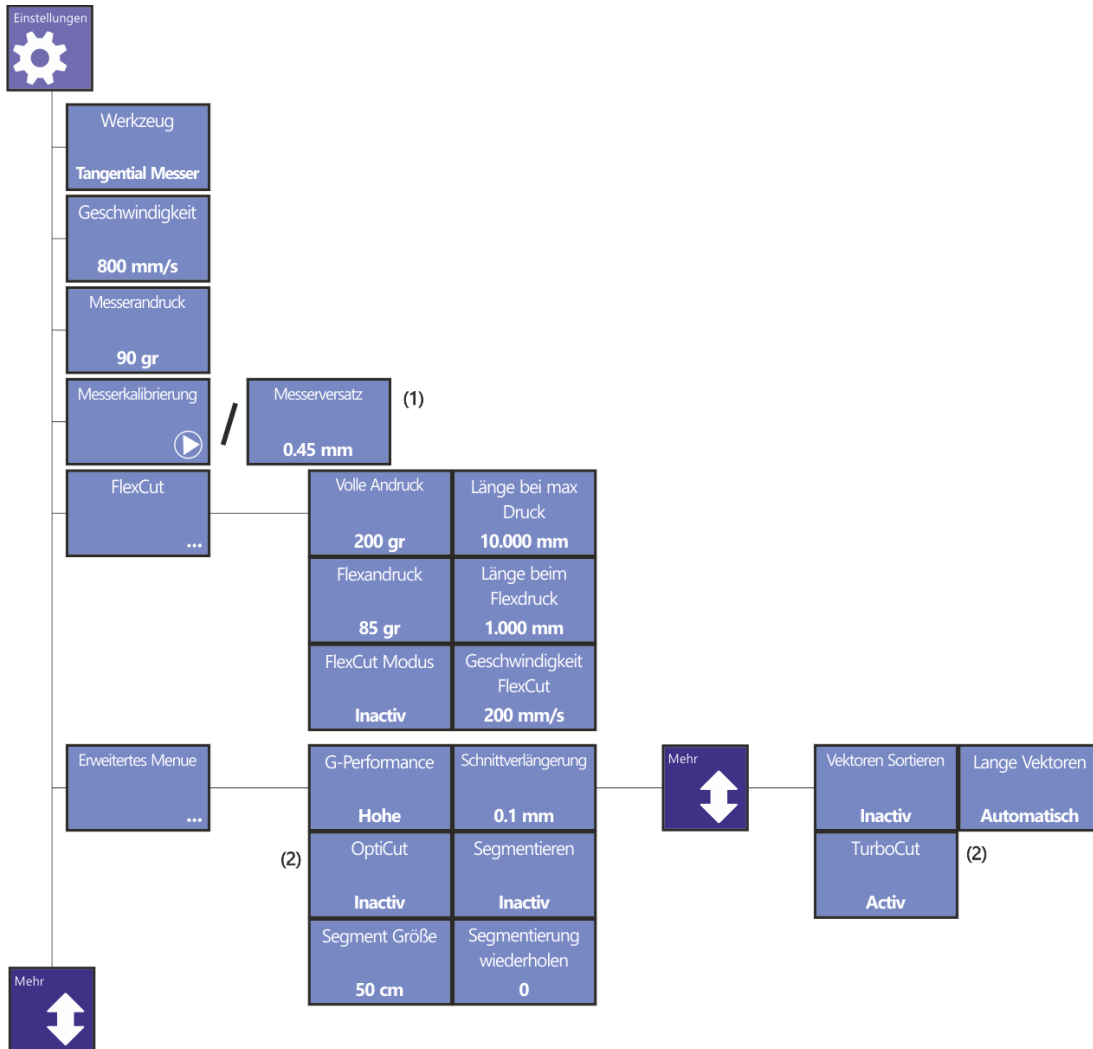 Einstellungen
Werkzeug
Tangential Messer
Geschwindigkeit
800 mm/s
Messerandruck
90 gr
Messerkalibrierung
/
Messerversatz
0.45 mm
(1)
FlexCut
...
Volle Andruck
200 gr
Länge bei max
Druck
10.000 mm
Flexandruck
85 gr
Länge beim
Flexdruck
1.000 mm
FlexCut Modus
Inactiv
Geschwindigkeit
FlexCut
200 mm/s
Erweitertes Menue
...
G-Performance
Hohe
Schnittverlängerung
0.1 mm
Mehr
Vektoren Sortieren
Inactiv
Lange Vektoren
Automatisch
(2)
OptiCut
Inactiv
Segmentieren
Inactiv
TurboCut
Activ
(2)
Segment Größe
50 cm
Segmentierung
wiederholen
0
Mehr